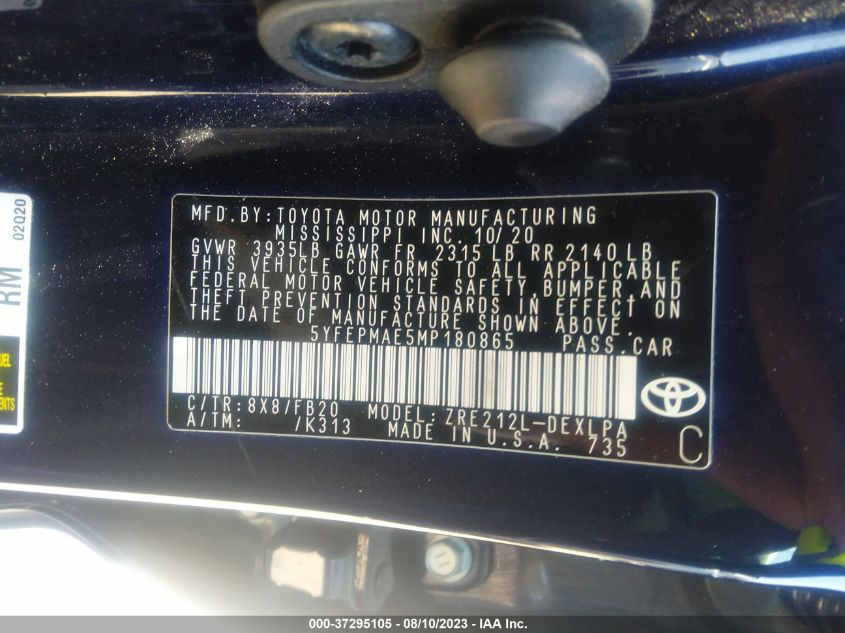 MFD.BY:TOYOTA MOTOR MANUFACTURING
MISSISSIPPI INC. 10/20
GVWR 3935LB GAWR FR 2315 LB RR 2140 LB
THIS VEHICLE CONFORMS TO ALL APPLICABLE
FEDERAL MOTOR VEHICLE SAFETY, BUMPER AND
THEFT PREVENTION STANDARDS IN EFFECT ON
THE DATE OF MANUFACTURE SHOWN ABOVE.
5YFEPMAE5MP180865 PASS.CAR
C/TR:8X8/FB20 MODEL:ZRE212L-DEXLPA
A/TM: /K313 MADE IN U.S.A. 735
C
02Q20
RM
UEL
E
ENTS
000-37295105 - 08/10/2023 - IAA Inc.